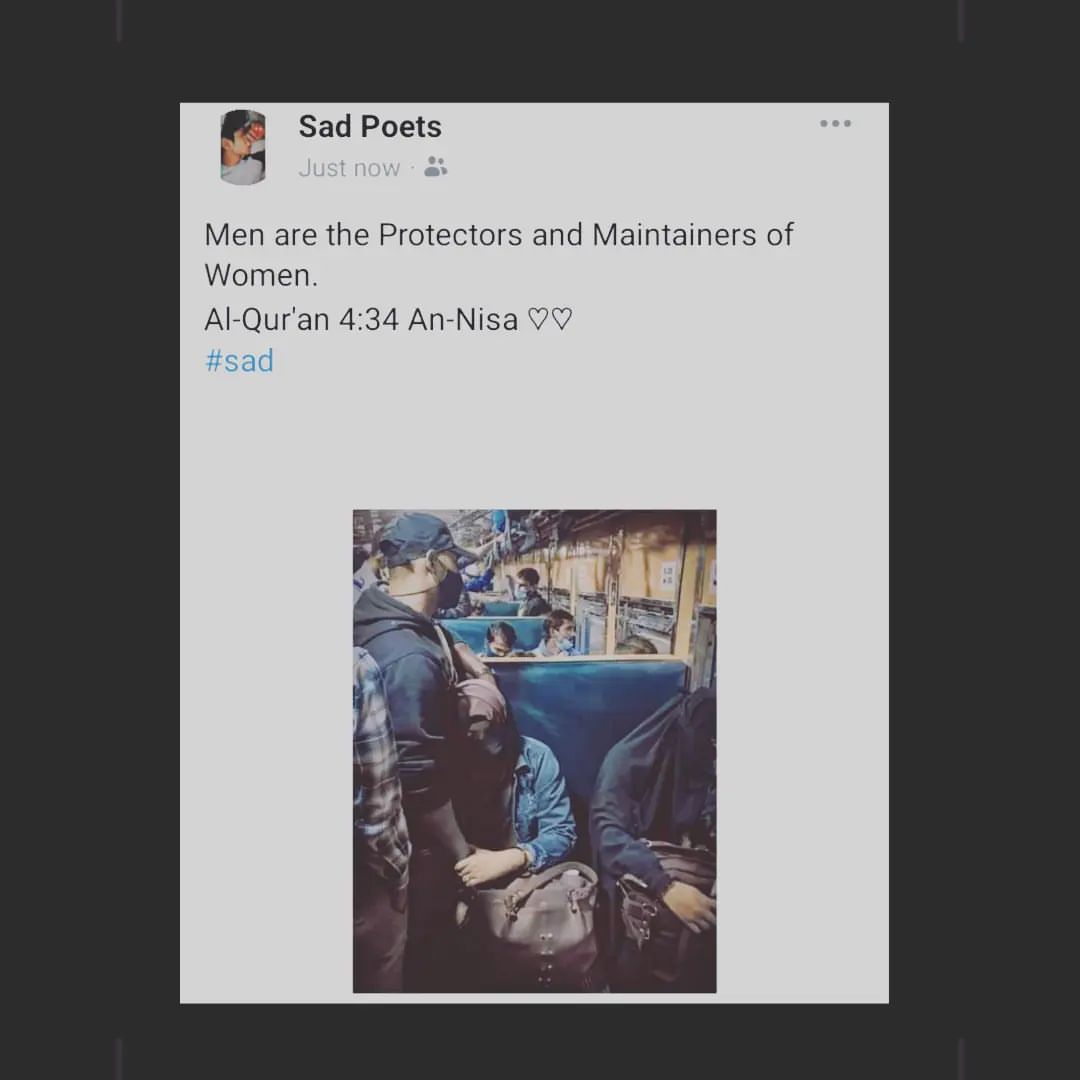 Sad Poets
Just now ·
Men are the Protectors and Maintainers of
Women.
Al-Qur'an 4:34 An-Nisa ♡♡
#sad